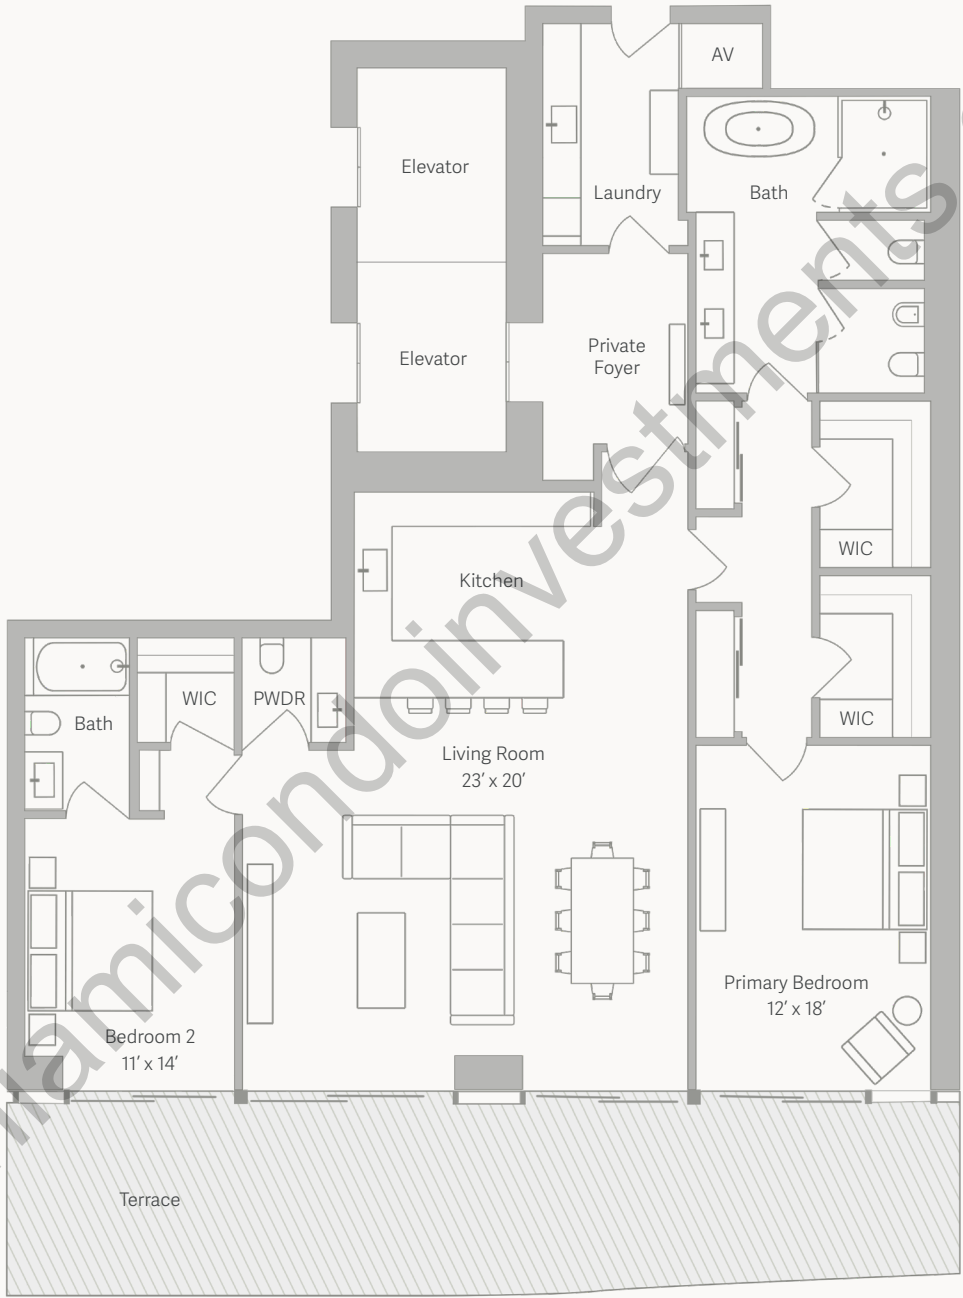 AV
Elevator
Laundry
Bath
Elevator
Private
Foyer
WIC
Kitchen
WIC
PWDR
WIC
Bath
Living Room
23′ x 20′
Primary Bedroom
12′ x 18′
Bedroom 2
11′ x 14′
Terrace
miamicondoinvestments